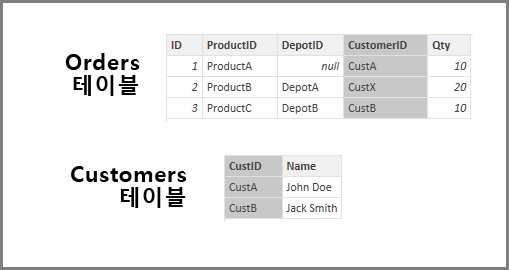 Orders
테이블
ID ProductID DepotID CustomerID Qty
1 ProductA null CustA 10
2 ProductB DepotA CustX 20
3 ProductC DepotB CustB 10
Customers
테이블
CustID Name
CustA John Doe
CustB Jack Smith